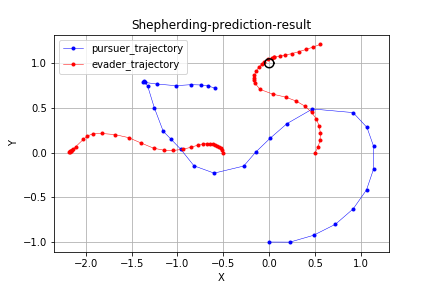 Shepherding-prediction-result
pursuer_trajectory
evader_trajectory
1.0
0.5
0.0
−0.5
−1.0
Y
−2.0 −1.5 −1.0 −0.5 0.0 0.5 1.0
X